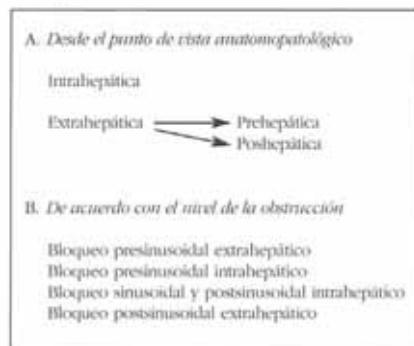 A. Desde el punto de vista anatomopatológico
Intrahepática
Extrahepática Prehepática
Poshepática
B. De acuerdo con el nivel de la obstrucción
Bloqueo presinusoidal extrahepático
Bloqueo presinusoidal intrahepático
Bloqueo sinusoidal y postsinusoidal intrahepático
Bloqueo postsinusoidal extrahepático